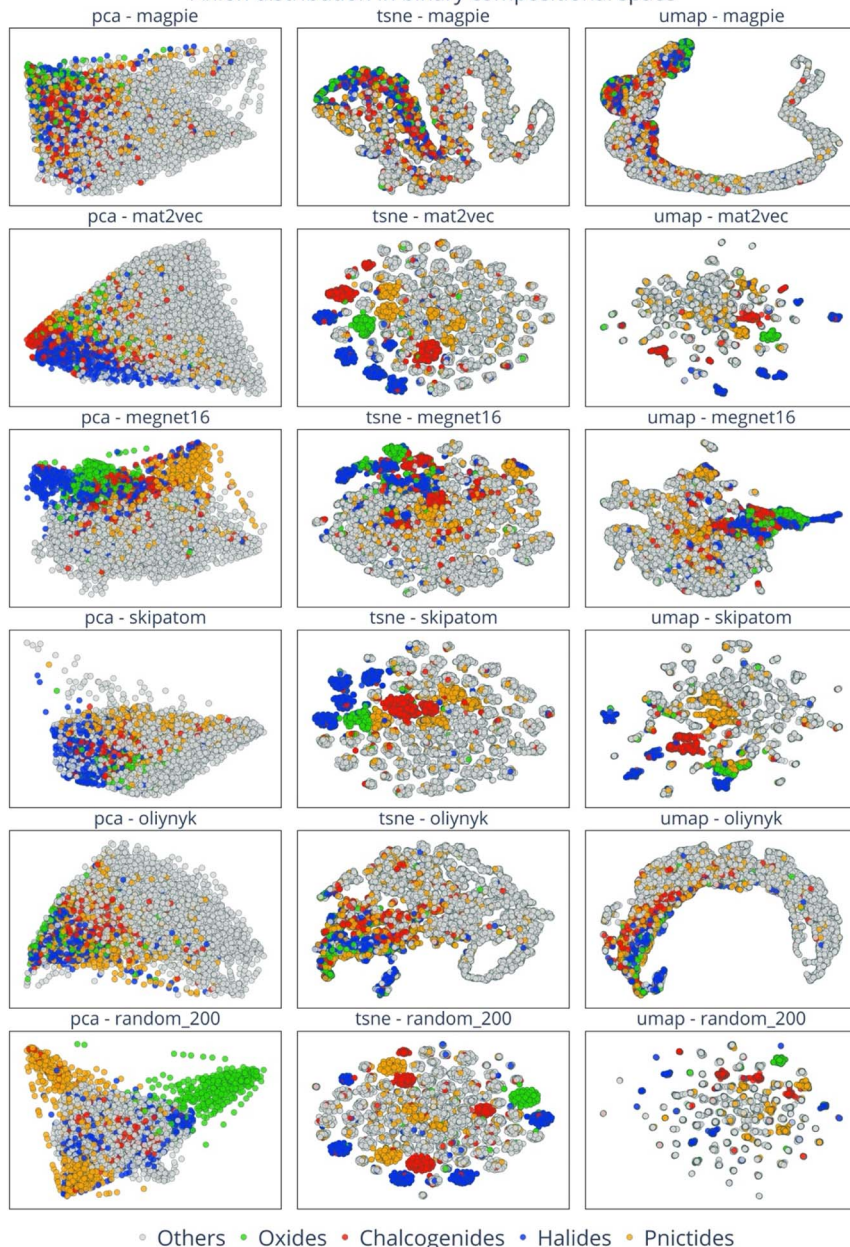 pca - magpie tsne - magpie umap - magpie
pca - mat2vec tsne - mat2vec umap - mat2vec
pca - megnet16 tsne - megnet16 umap - megnet16
pca - skipatom tsne - skipatom umap - skipatom
pca - oliynyk tsne - oliynyk umap - oliynyk
pca - random_200 tsne - random_200 umap - random_200
Others Oxides Chalcogenides Halides Pnictides